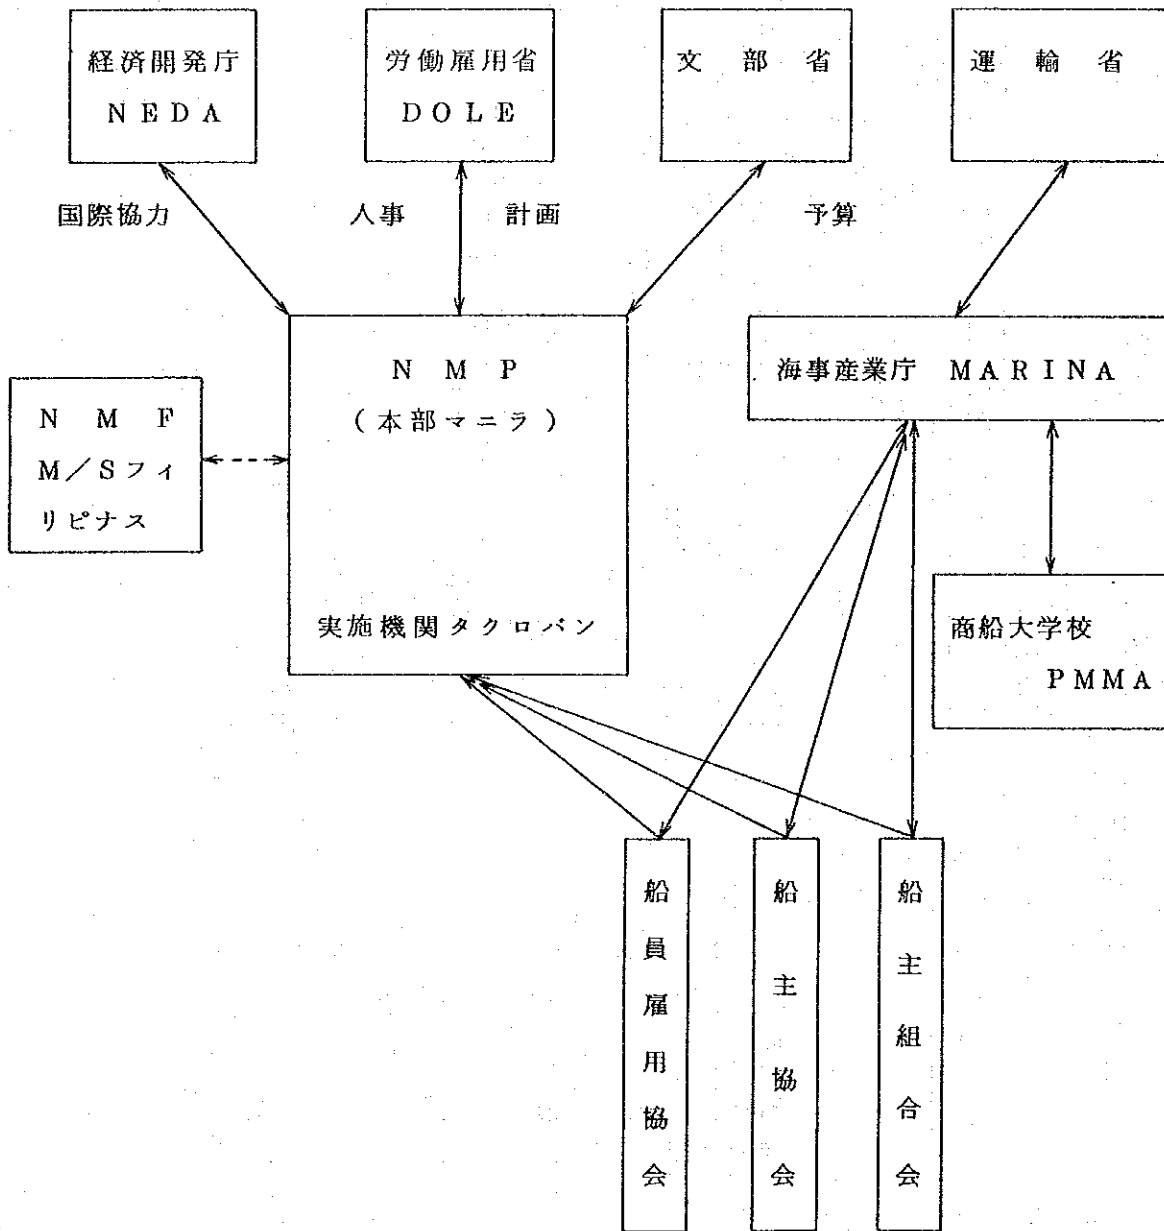 経済開発庁
NEDA
労働雇用省
DOLE
文部省
運輸省
国際協力
人事
計画
予算
NMP
(本部マニラ)
実施機関タクロバン
海事産業庁 MARINA
NMF
M/Sフィ
リピナス
商船大学校
PMMA
船員雇用協会
船主協会
船主組合会